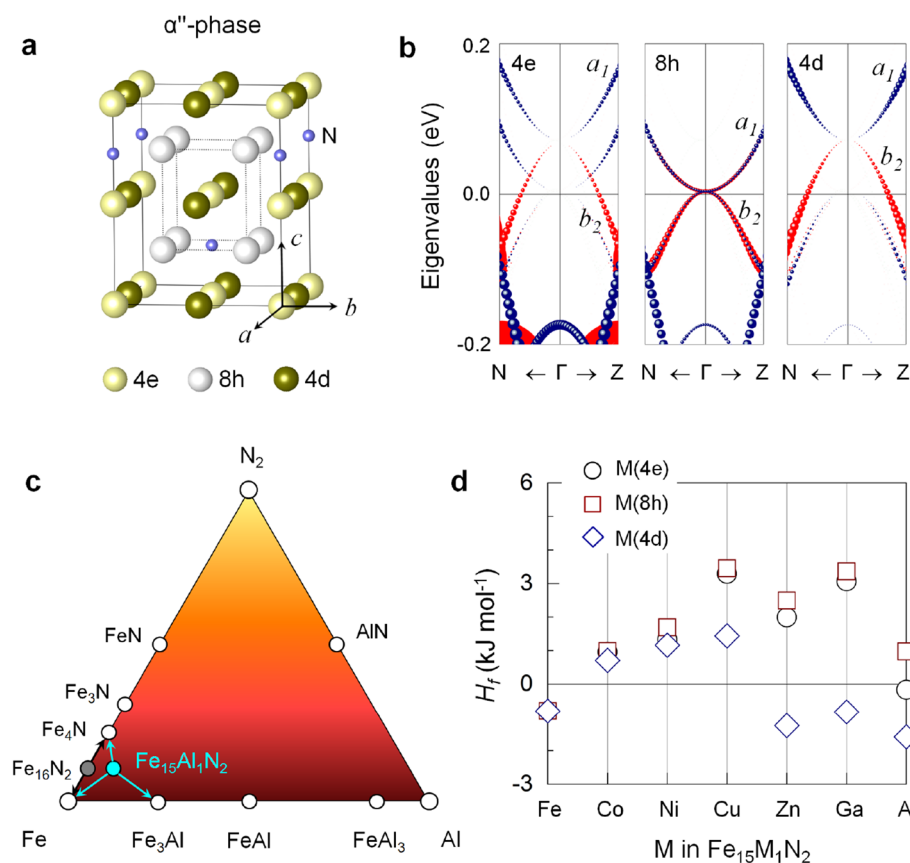 α"-phase
a
N
c
b
a
4e
8h
4d
b
Eigenvalues (eV)
0.2
0.0
-0.2
4e
a1
b2
8h
a1
b2
4d
a1
b2
N ← Γ → Z
N ← Γ → Z
N ← Γ → Z
c
N2
FeN
AlN
Fe3N
Fe4N
Fe16N2
Fe15Al1N2
Fe
Fe3Al
FeAl
FeAl3
Al
d
M(4e)
M(8h)
M(4d)
Hf (kJ mol-1)
6
3
0
-3
Fe Co Ni Cu Zn Ga A
M in Fe15M1N2